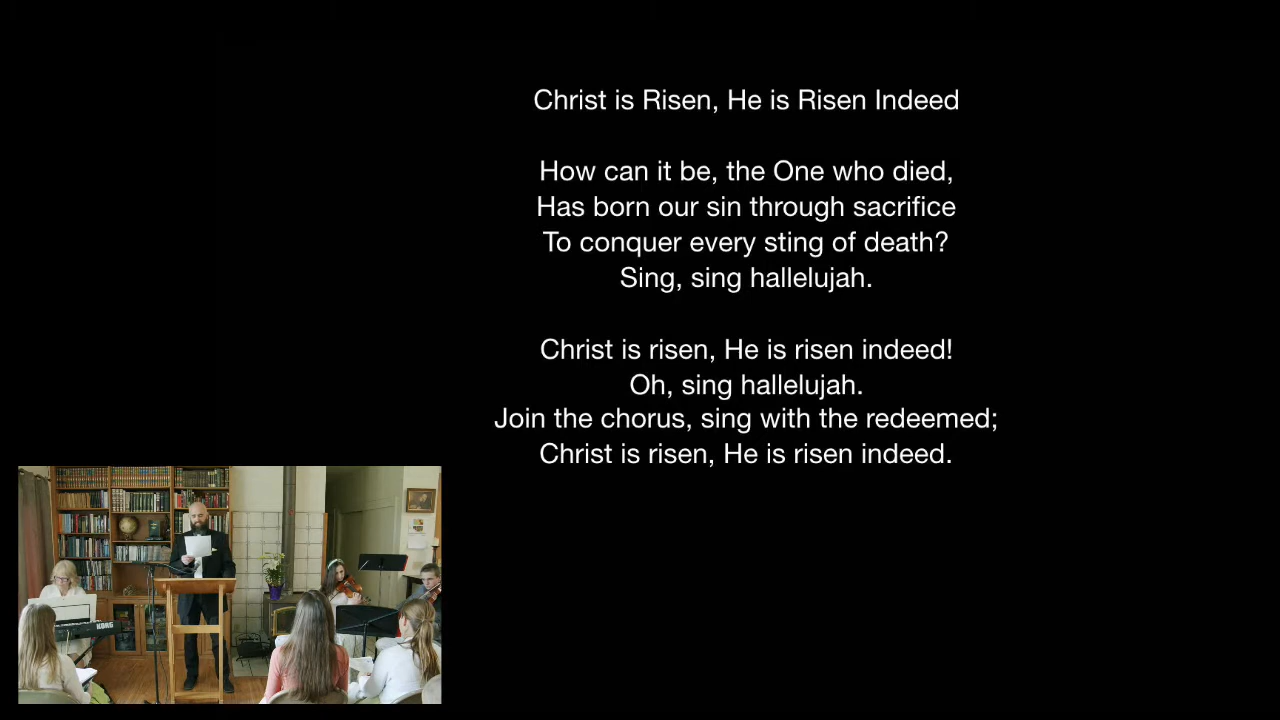 Christ is Risen, He is Risen Indeed
How can it be, the One who died,
Has born our sin through sacrifice
To conquer every sting of death?
Sing, sing hallelujah.
Christ is risen, He is risen indeed!
Oh, sing hallelujah.
Join the chorus, sing with the redeemed;
Christ is risen, He is risen indeed.
KORG